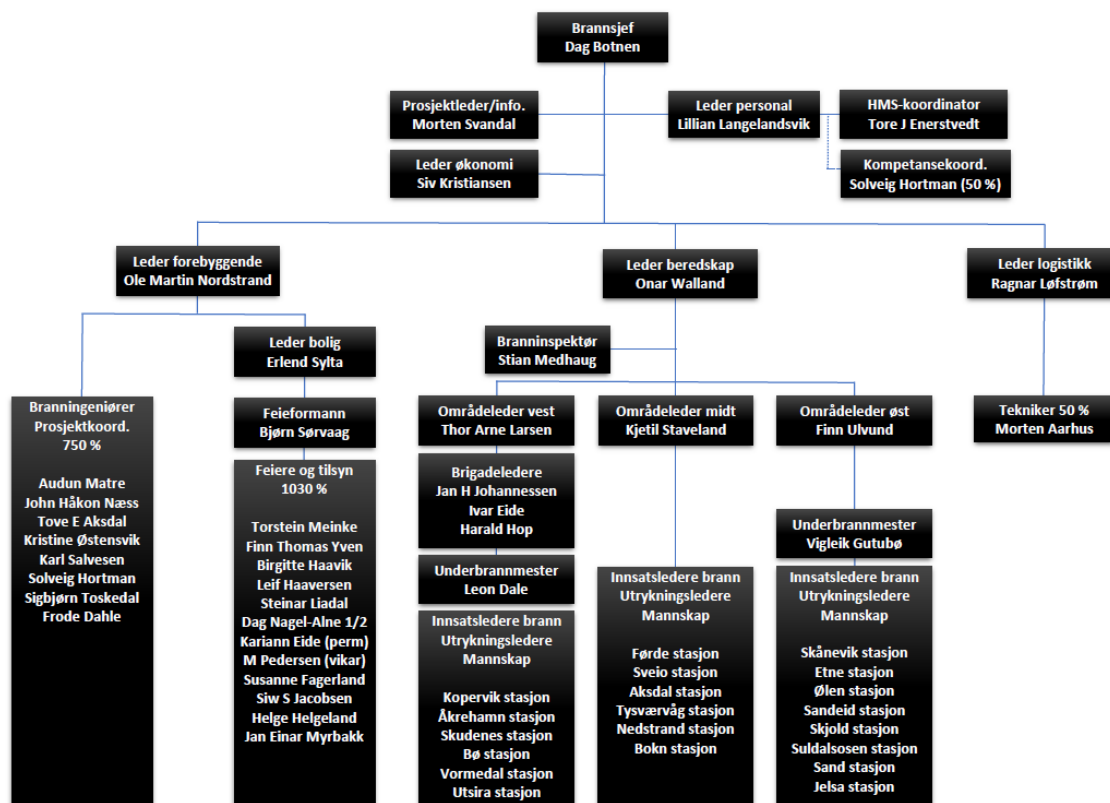 Brannsjef
Dag Botnen
Prosjektleder/info.
Morten Svandal
Leder personal
Lillian Langelandsvik
HMS-koordinator
Tore J Enerstvedt
Leder økonomi
Siv Kristiansen
Kompetansekoord.
Solveig Hortman (50 %)
Leder forebyggende
Ole Martin Nordstrand
Leder beredskap
Onar Walland
Leder logistikk
Ragnar Løfstrøm
Leder bolig
Erlend Sylta
Branninspektør
Stian Medhaug
Branningeniører
Prosjektkoord.
750 %
Audun Matre
John Håkon Næss
Tove E Aksdal
Kristine Østensvik
Karl Salvesen
Solveig Hortman
Sigbjørn Toskedal
Frode Dahle
Feieformann
Bjørn Sørvaag
Feiere og tilsyn
1030 %
Torstein Meinke
Finn Thomas Yven
Birgitte Haavik
Leif Haaversen
Steinar Liadal
Dag Nagel-Alne 1/2
Kariann Eide (perm)
M Pedersen (vikar)
Susanne Fagerland
Siw S Jacobsen
Helge Helgeland
Jan Einar Myrbakk
Områdeleder vest
Thor Arne Larsen
Brigadeledere
Jan H Johannessen
Ivar Eide
Harald Hop
Underbrannmester
Leon Dale
Innsatsledere brann
Utrykningsledere
Mannskap
Kopervik stasjon
Åkrehamn stasjon
Skudenes stasjon
Bø stasjon
Vormedal stasjon
Utsira stasjon
Områdeleder midt
Kjetil Staveland
Innsatsledere brann
Utrykningsledere
Mannskap
Førde stasjon
Sveio stasjon
Aksdal stasjon
Tysværvåg stasjon
Nedstrand stasjon
Bokn stasjon
Områdeleder øst
Finn Ulvund
Underbrannmester
Vigleik Gutubø
Innsatsledere brann
Utrykningsledere
Mannskap
Skånevik stasjon
Etne stasjon
Ølen stasjon
Sandeid stasjon
Skjold stasjon
Suldalsosen stasjon
Sand stasjon
Jelsa stasjon
Tekniker 50 %
Morten Aarhus